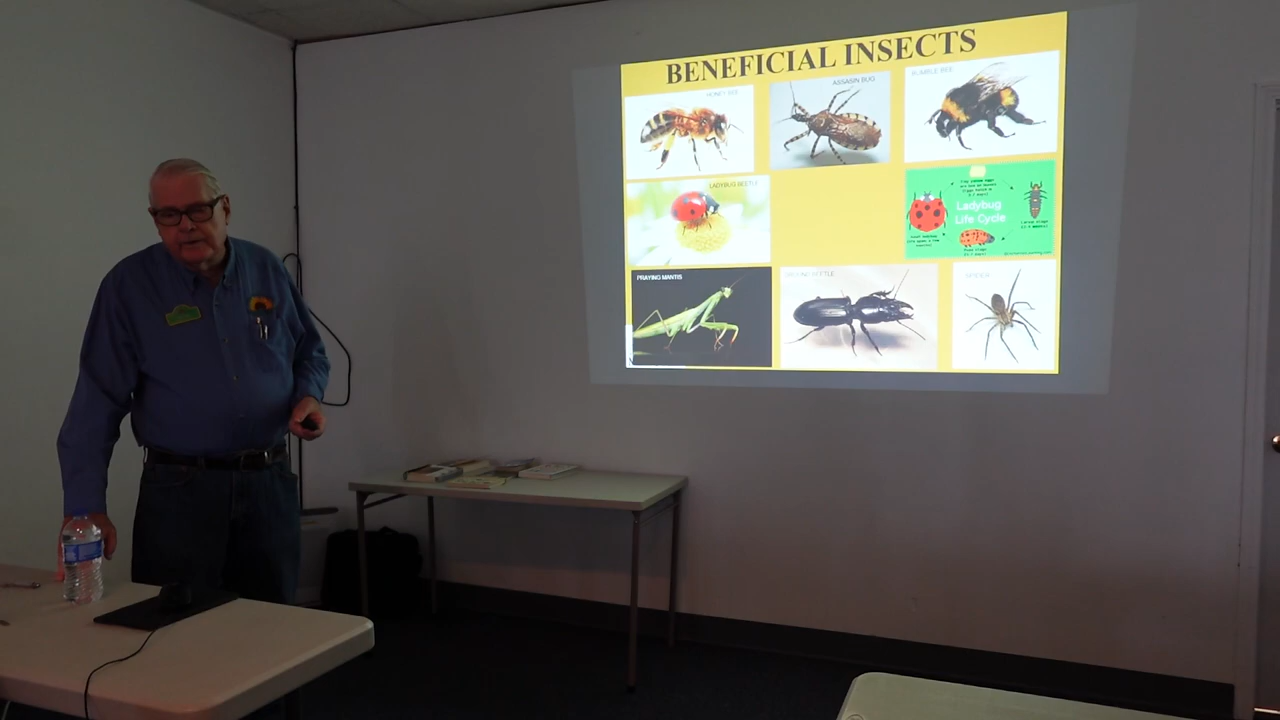 BENEFICIAL INSECTS
HONEY BEE
ASSASIN BUG
BUMBLE BEE
LADYBUG BEETLE
Ladybug
Life Cycle
PRAYING MANTIS
GROUND BEETLE
SPIDER